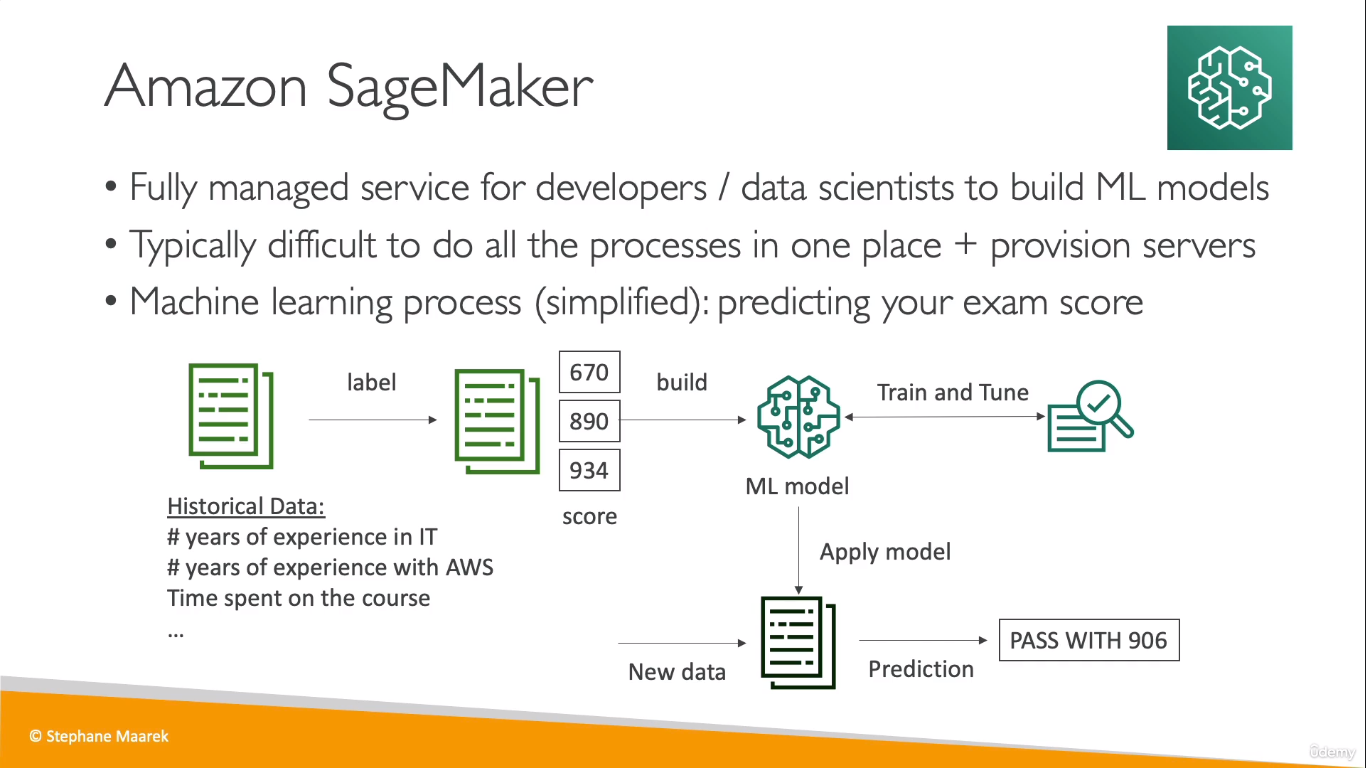 Amazon SageMaker
• Fully managed service for developers / data scientists to build ML models
• Typically difficult to do all the processes in one place + provision servers
• Machine learning process (simplified): predicting your exam score
label
670
890
934
score
build
Train and Tune
ML model
Historical Data:
# years of experience in IT
# years of experience with AWS
Time spent on the course
...
Apply model
New data
Prediction
PASS WITH 906
© Stephane Maarek
ûdemy